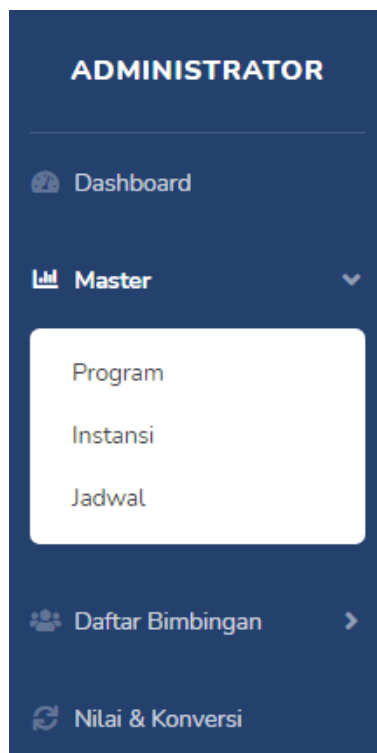 ADMINISTRATOR
Dashboard
Master
Program
Instansi
Jadwal
Daftar Bimbingan
Nilai & Konversi